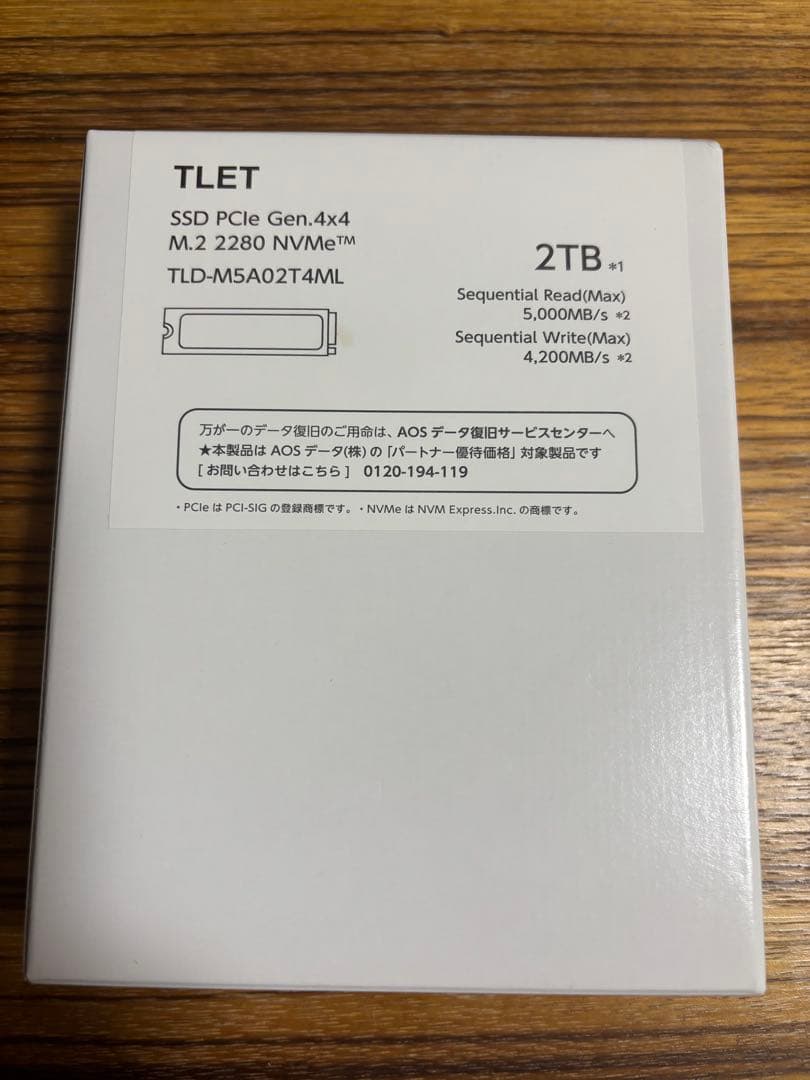 TLET
SSD PCIe Gen.4x4
M.2 2280 NVMe™
TLD-M5A02T4ML
2TB *1
Sequential Read(Max)
5,000MB/s *2
Sequential Write(Max)
4,200MB/s *2
万が一のデータ復旧のご用命は、AOS データ復旧サービスセンターへ
★本製品は AOS データ(株) の「パートナー優待価格」対象製品です
[ お問い合わせはこちら ] 0120-194-119
・PCIe は PCI-SIG の登録商標です。・NVMe は NVM Express.Inc. の商標です。